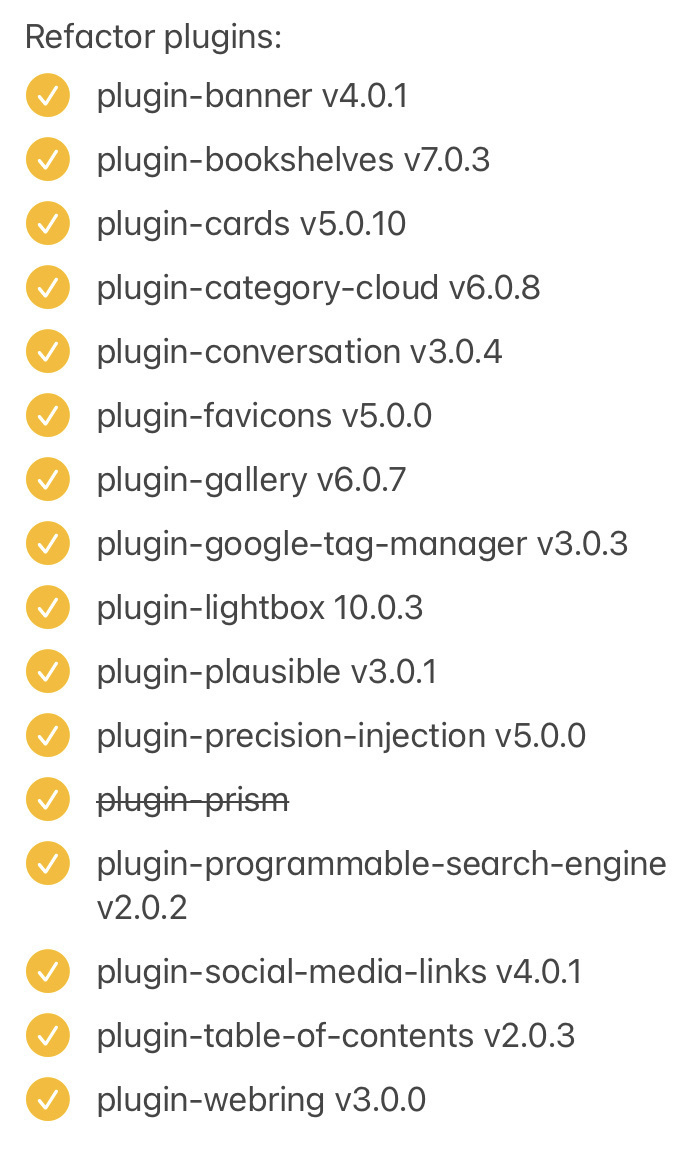 Refactor plugins:
plugin-banner v4.0.1
plugin-bookshelves v7.0.3
plugin-cards v5.0.10
plugin-category-cloud v6.0.8
plugin-conversation v3.0.4
plugin-favicons v5.0.0
plugin-gallery v6.0.7
plugin-google-tag-manager v3.0.3
plugin-lightbox 10.0.3
plugin-plausible v3.0.1
plugin-precision-injection v5.0.0
plugin-prism
plugin-programmable-search-engine
v2.0.2
plugin-social-media-links v4.0.1
plugin-table-of-contents v2.0.3
plugin-webring v3.0.0